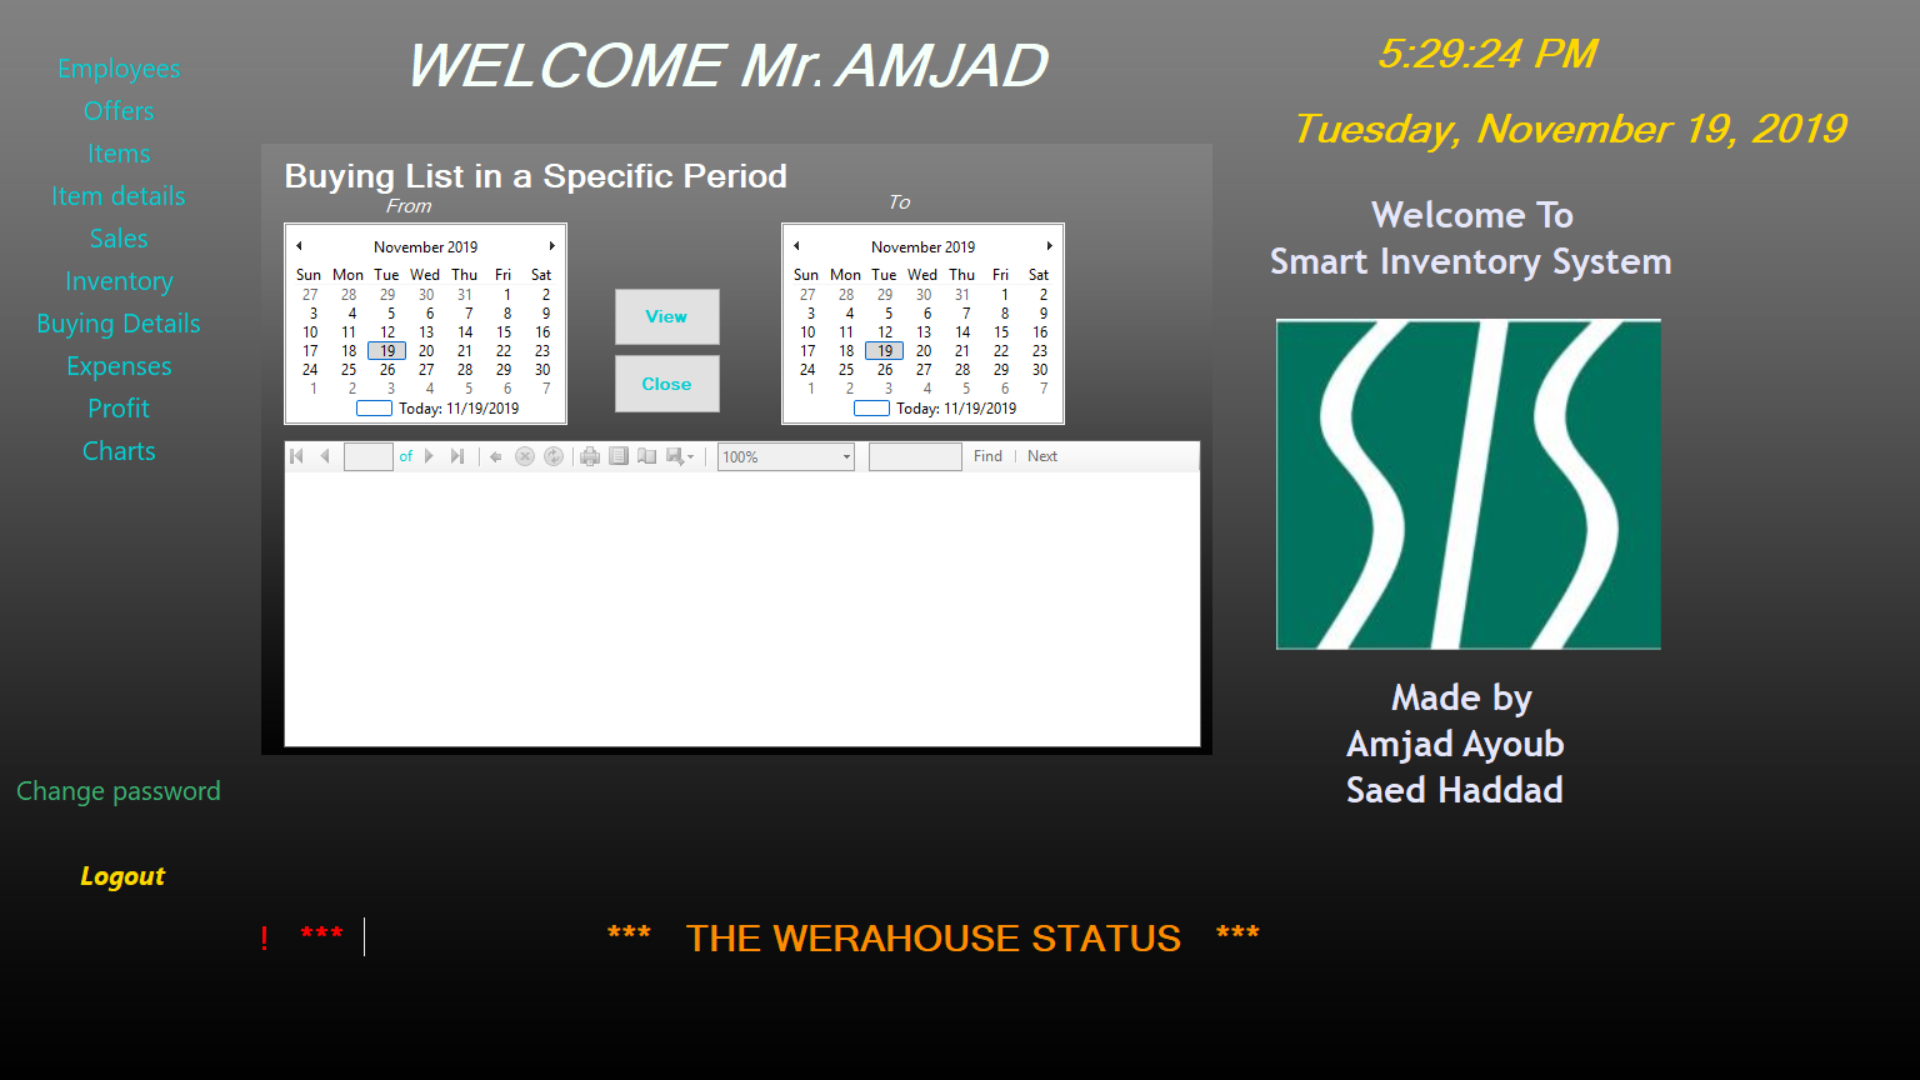 WELCOME Mr. AMJAD
5:29:24 PM
Tuesday, November 19, 2019
Employees
Offers
Items
Item details
Sales
Inventory
Buying Details
Expenses
Profit
Charts
Change password
Logout
Buying List in a Specific Period
From
To
November 2019
Sun Mon Tue Wed Thu Fri Sat
27 28 29 30 31 1 2
3 4 5 6 7 8 9
10 11 12 13 14 15 16
17 18 19 20 21 22 23
24 25 26 27 28 29 30
1 2 3 4 5 6 7
Today: 11/19/2019
View
Close
November 2019
Sun Mon Tue Wed Thu Fri Sat
27 28 29 30 31 1 2
3 4 5 6 7 8 9
10 11 12 13 14 15 16
17 18 19 20 21 22 23
24 25 26 27 28 29 30
1 2 3 4 5 6 7
Today: 11/19/2019
of 100% Find | Next
Welcome To
Smart Inventory System
SIS
Made by
Amjad Ayoub
Saed Haddad
! *** | *** THE WERAHOUSE STATUS ***